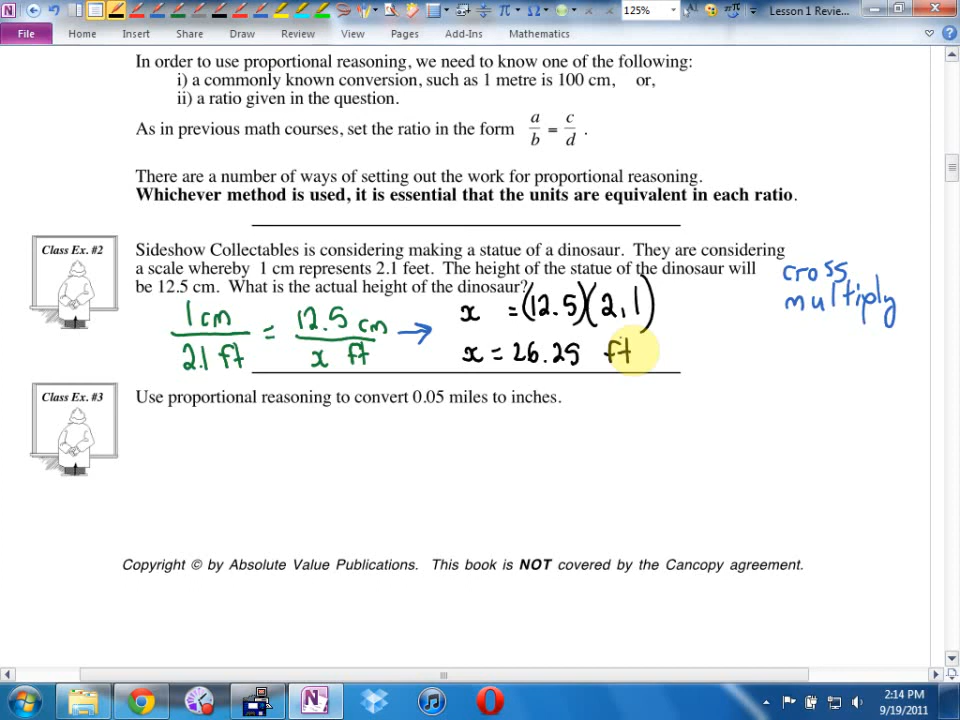 125%
Lesson 1 Revie...
File Home Insert Share Draw Review View Pages Add-Ins Mathematics
In order to use proportional reasoning, we need to know one of the following:
i) a commonly known conversion, such as 1 metre is 100 cm, or,
ii) a ratio given in the question.
As in previous math courses, set the ratio in the form a/b = c/d .
There are a number of ways of setting out the work for proportional reasoning.
Whichever method is used, it is essential that the units are equivalent in each ratio.
Class Ex. #2
Sideshow Collectables is considering making a statue of a dinosaur. They are considering
a scale whereby 1 cm represents 2.1 feet. The height of the statue of the dinosaur will
be 12.5 cm. What is the actual height of the dinosaur?
cross
multiply
1 cm / 2.1 ft = 12.5 cm / x ft → x = (12.5)(2.1)
x = 26.25 ft
Class Ex. #3
Use proportional reasoning to convert 0.05 miles to inches.
Copyright © by Absolute Value Publications. This book is NOT covered by the Cancopy agreement.
2:14 PM
9/19/2011